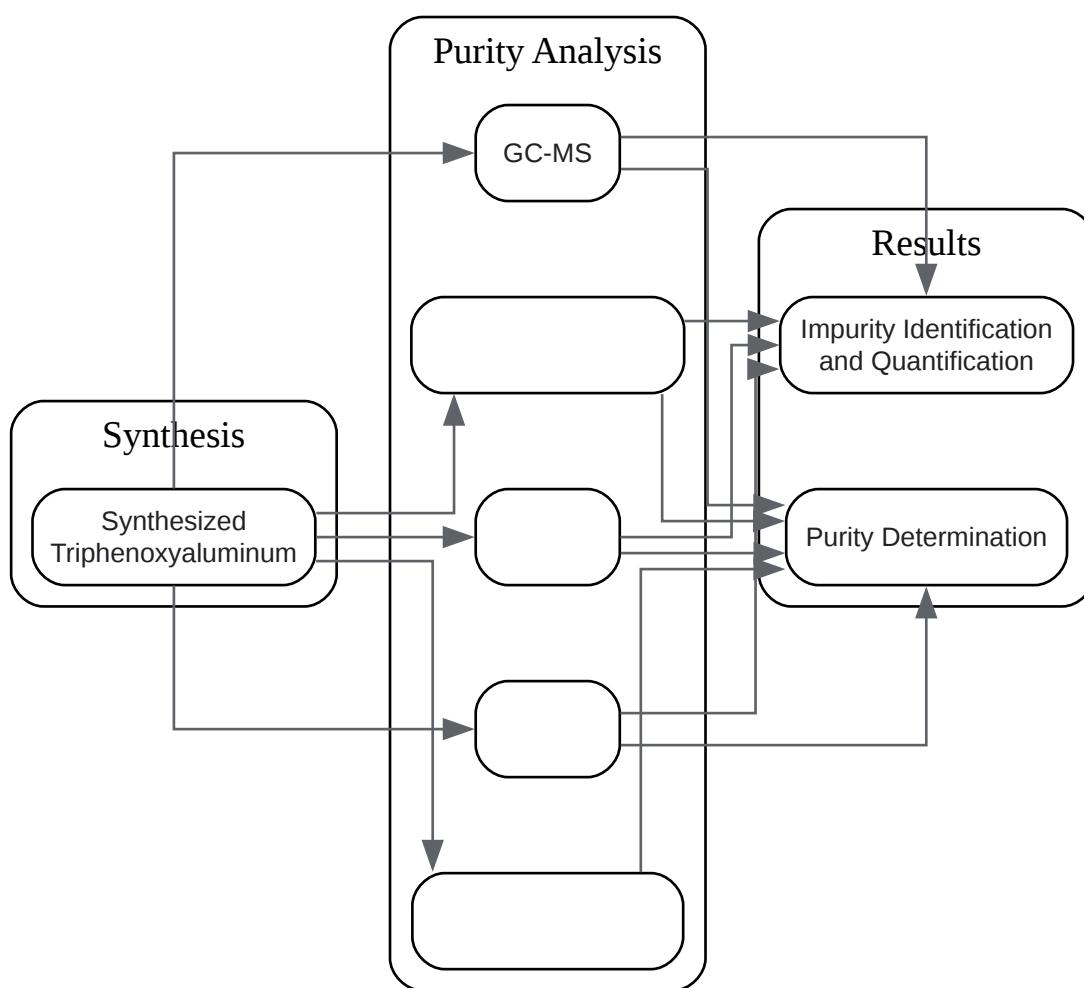 Purity Analysis
GC-MS
Results
Impurity Identification
and Quantification
Synthesis
Synthesized
Triphenoxyaluminum
Purity Determination